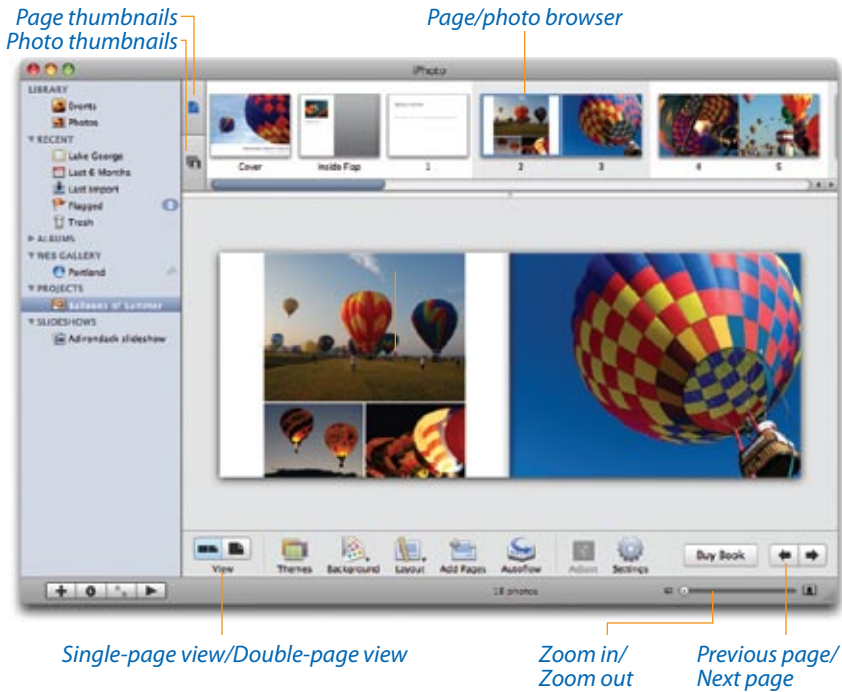 Page thumbnails
Photo thumbnails
Page/photo browser
iPhoto
LIBRARY
Events
Photos
RECENT
Lake George
Last 6 Months
Last Import
Flagged
Trash
ALBUMS
WEB GALLERY
Portland
PROJECTS
Balloons n' Summer
SLIDESHOWS
Adirondack slideshow
Cover
Inside Flap
1
2
3
4
5
View
Themes
Background
Layout
Add Pages
Autoflow
Adjust
Settings
Buy Book
18 photos
Single-page view/Double-page view
Zoom in/
Zoom out
Previous page/
Next page